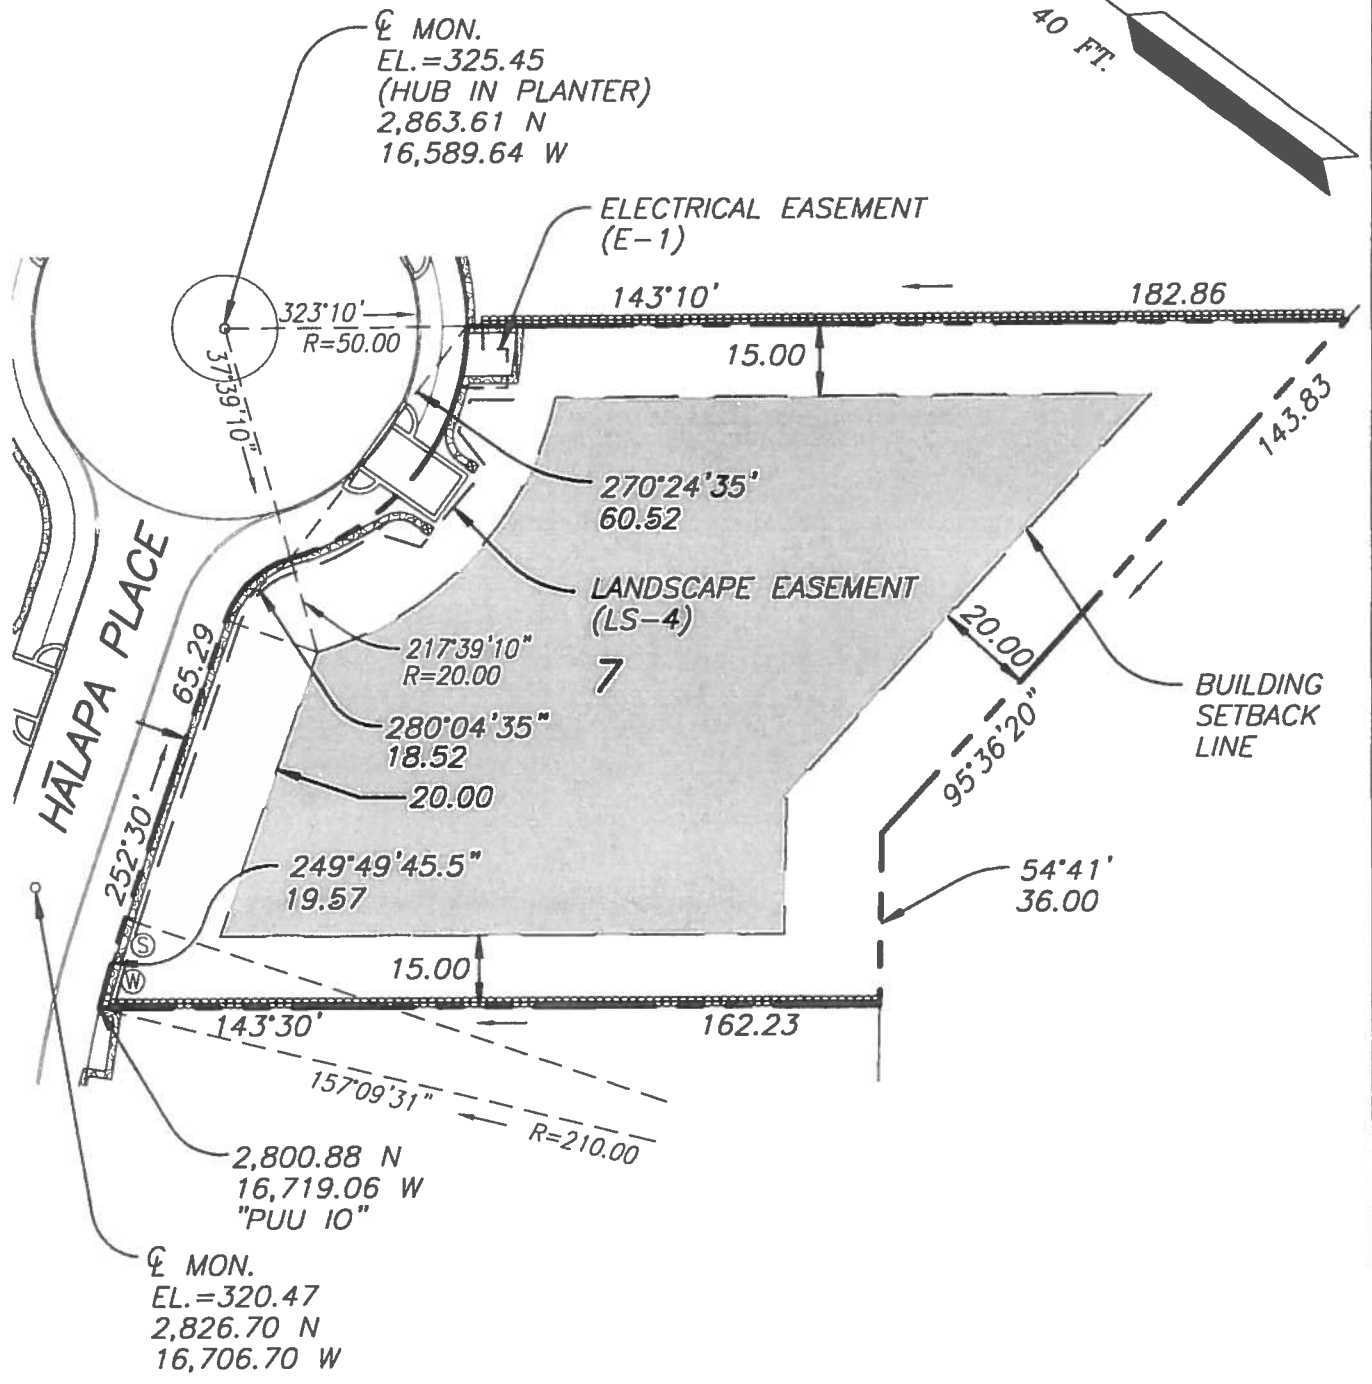 ℄ MON.
EL.=325.45
(HUB IN PLANTER)
2,863.61 N
16,589.64 W
40 FT.
ELECTRICAL EASEMENT
(E-1)
143°10'
182.86
323°10'
R=50.00
15.00
37°39'10"
143.83
270°24'35'
60.52
LANDSCAPE EASEMENT
(LS-4)
7
20.00
217°39'10"
R=20.00
BUILDING
SETBACK
LINE
HĀLAPA PLACE
65.29
280°04'35"
18.52
20.00
95°36'20"
252°30'
249°49'45.5"
19.57
54°41'
36.00
S
W
15.00
143°30'
162.23
157°09'31"
R=210.00
2,800.88 N
16,719.06 W
"PUU IO"
℄ MON.
EL.=320.47
2,826.70 N
16,706.70 W